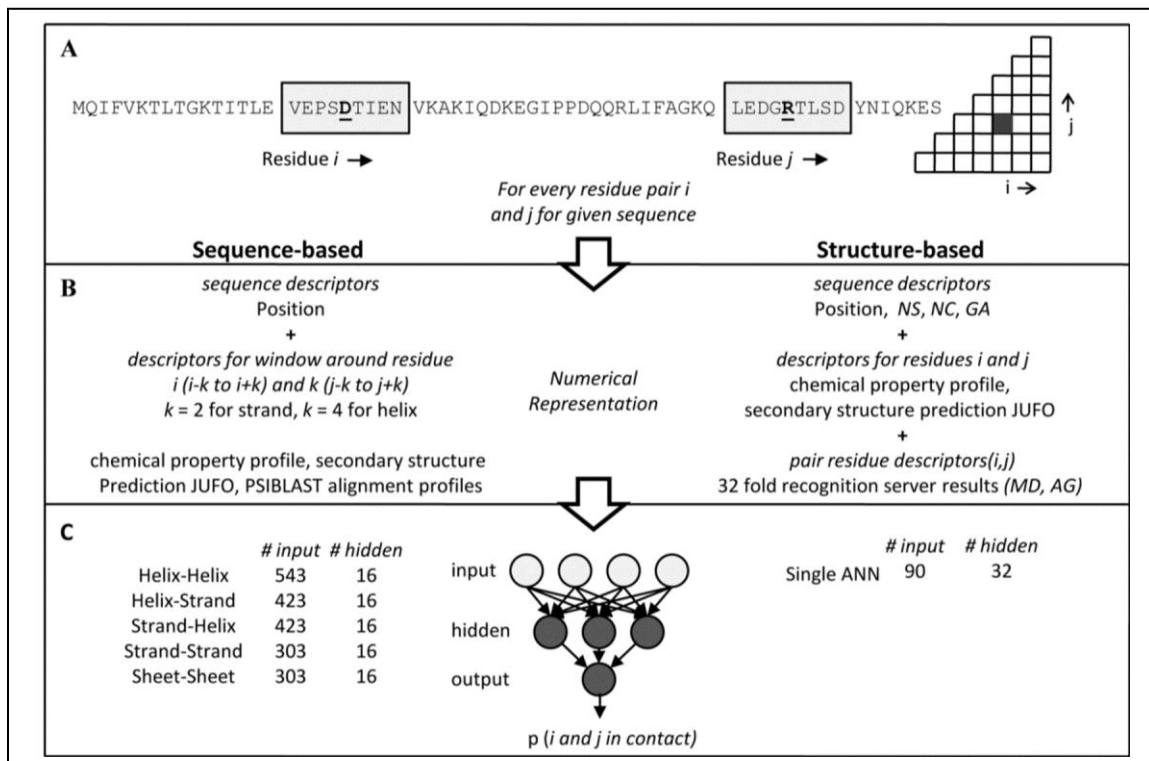 A
MQIFVKTLTGKTITLE VEPSDTIEN VKAKIQDKEGIPPDQQRLIFAGKQ LEDGRTLSD YNIQKES
Residue i → Residue j →
j
i →
For every residue pair i
and j for given sequence
Sequence-based Structure-based
B
sequence descriptors
Position
+
descriptors for window around residue
i (i-k to i+k) and k (j-k to j+k)
k = 2 for strand, k = 4 for helix
chemical property profile, secondary structure
Prediction JUFO, PSIBLAST alignment profiles
Numerical
Representation
sequence descriptors
Position, NS, NC, GA
+
descriptors for residues i and j
chemical property profile,
secondary structure prediction JUFO
+
pair residue descriptors(i,j)
32 fold recognition server results (MD, AG)
C
# input # hidden
Helix-Helix 543 16
Helix-Strand 423 16
Strand-Helix 423 16
Strand-Strand 303 16
Sheet-Sheet 303 16
input
hidden
output
p (i and j in contact)
# input # hidden
Single ANN 90 32